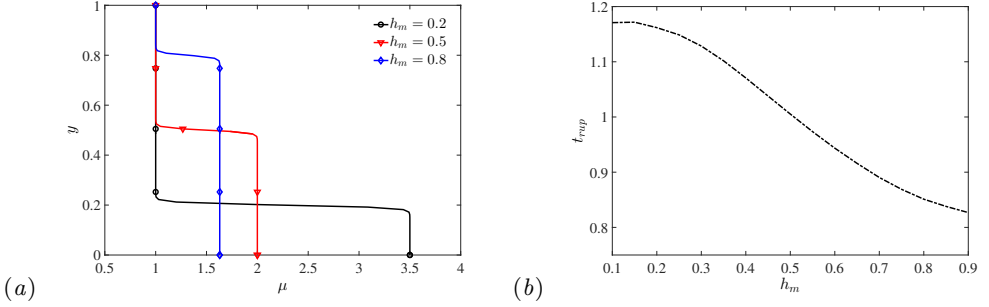 1
0.8
0.6
0.4
0.2
0
y
0.5 1 1.5 2 2.5 3 3.5 4
μ
h_m = 0.2
h_m = 0.5
h_m = 0.8
(a)
1.2
1.1
1
0.9
0.8
t_{rup}
0.1 0.2 0.3 0.4 0.5 0.6 0.7 0.8 0.9
h_m
(b)